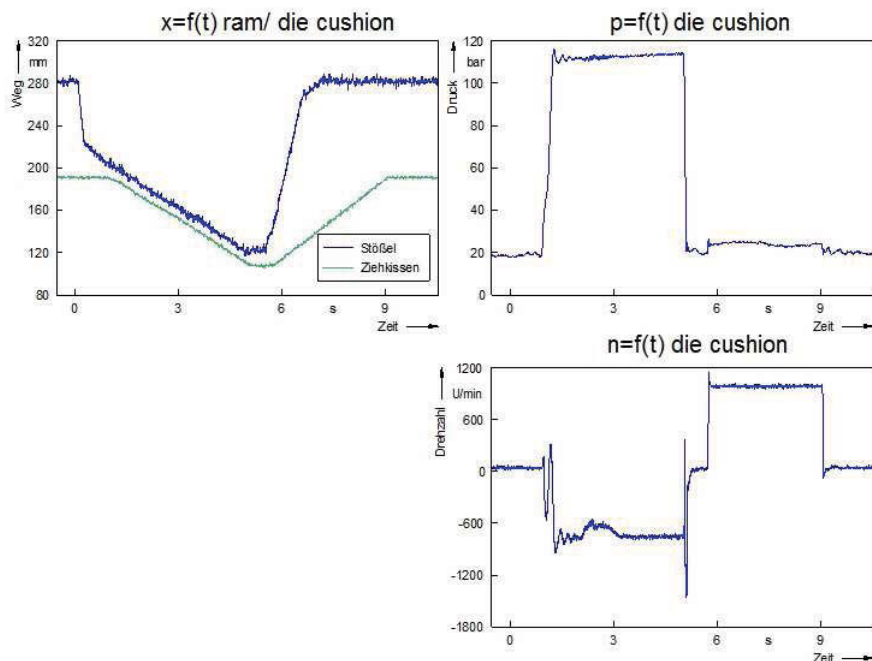 x=f(t) ram/ die cushion
320
mm
280
240
200
160
120
80
Weg
Stößel
Ziehkissen
0 3 6 s 9
Zeit
p=f(t) die cushion
120
bar
100
80
60
40
20
0
Druck
0 3 6 s 9
Zeit
n=f(t) die cushion
1200
U/min
600
0
-600
-1200
-1800
Drehzahl
0 3 6 s 9
Zeit